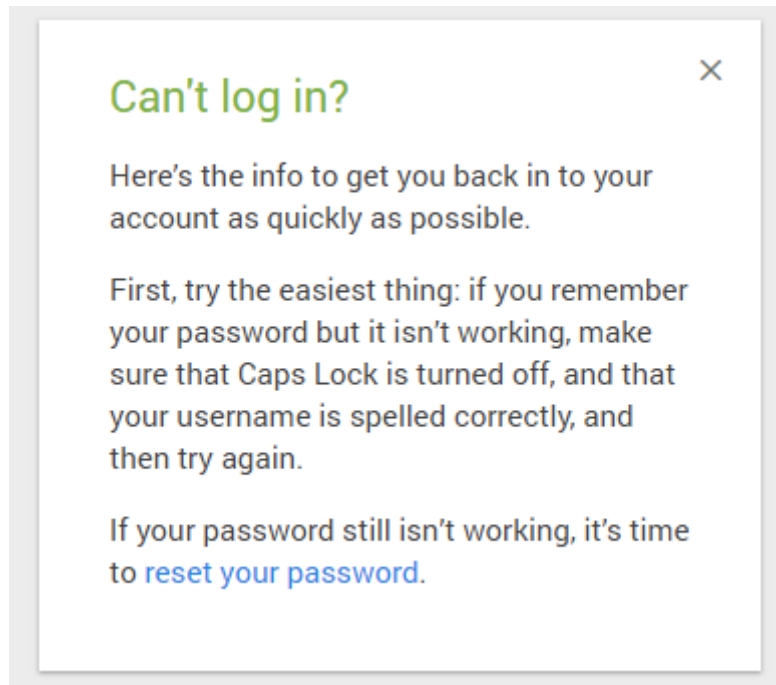 Can't log in?
Here’s the info to get you back in to your
account as quickly as possible.
First, try the easiest thing: if you remember
your password but it isn’t working, make
sure that Caps Lock is turned off, and that
your username is spelled correctly, and
then try again.
If your password still isn’t working, it’s time
to reset your password.